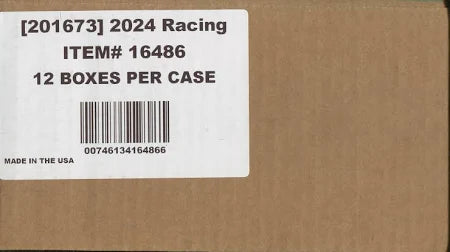 [201673] 2024 Racing
ITEM# 16486
12 BOXES PER CASE
00746134164866
MADE IN THE USA